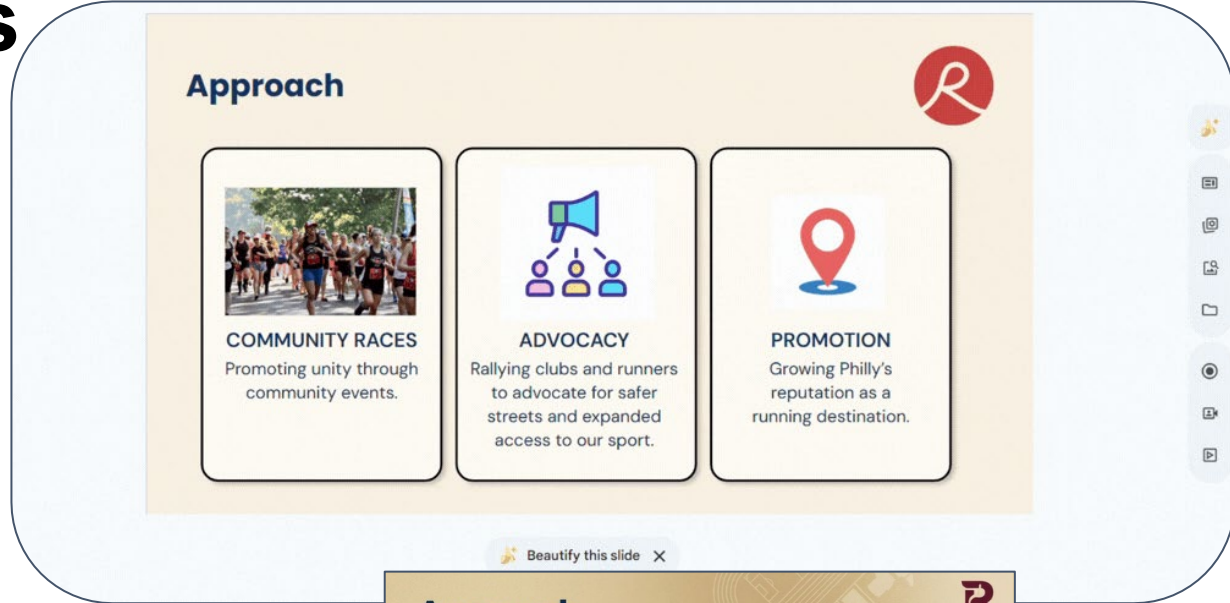 s
Approach
R
COMMUNITY RACES
Promoting unity through
community events.
ADVOCACY
Rallying clubs and runners
to advocate for safer
streets and expanded
access to our sport.
PROMOTION
Growing Philly's
reputation as a
running destination.
Beautify this slide